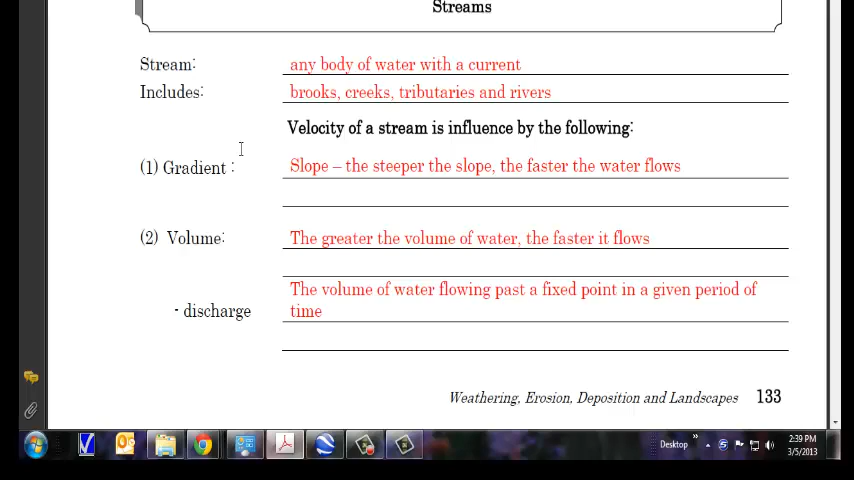 Streams
Stream: any body of water with a current
Includes: brooks, creeks, tributaries and rivers
Velocity of a stream is influence by the following:
(1) Gradient : Slope – the steeper the slope, the faster the water flows
(2) Volume: The greater the volume of water, the faster it flows
The volume of water flowing past a fixed point in a given period of
- discharge time
Weathering, Erosion, Deposition and Landscapes 133
Desktop » 2:39 PM
3/5/2013